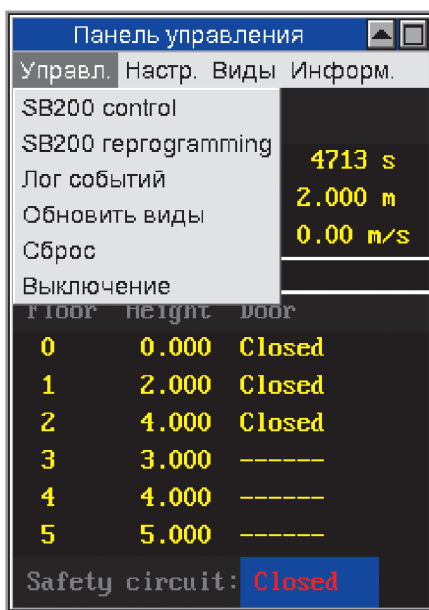 Панель управления
Управл. Настр. Виды Информ.
SB200 control
SB200 reprogramming
4713 s
Лог событий
2.000 m
Обновить виды
0.00 m/s
Сброс
Выключение
Floor Height Door
0 0.000 Closed
1 2.000 Closed
2 4.000 Closed
3 3.000 ------
4 4.000 ------
5 5.000 ------
Safety circuit: Closed